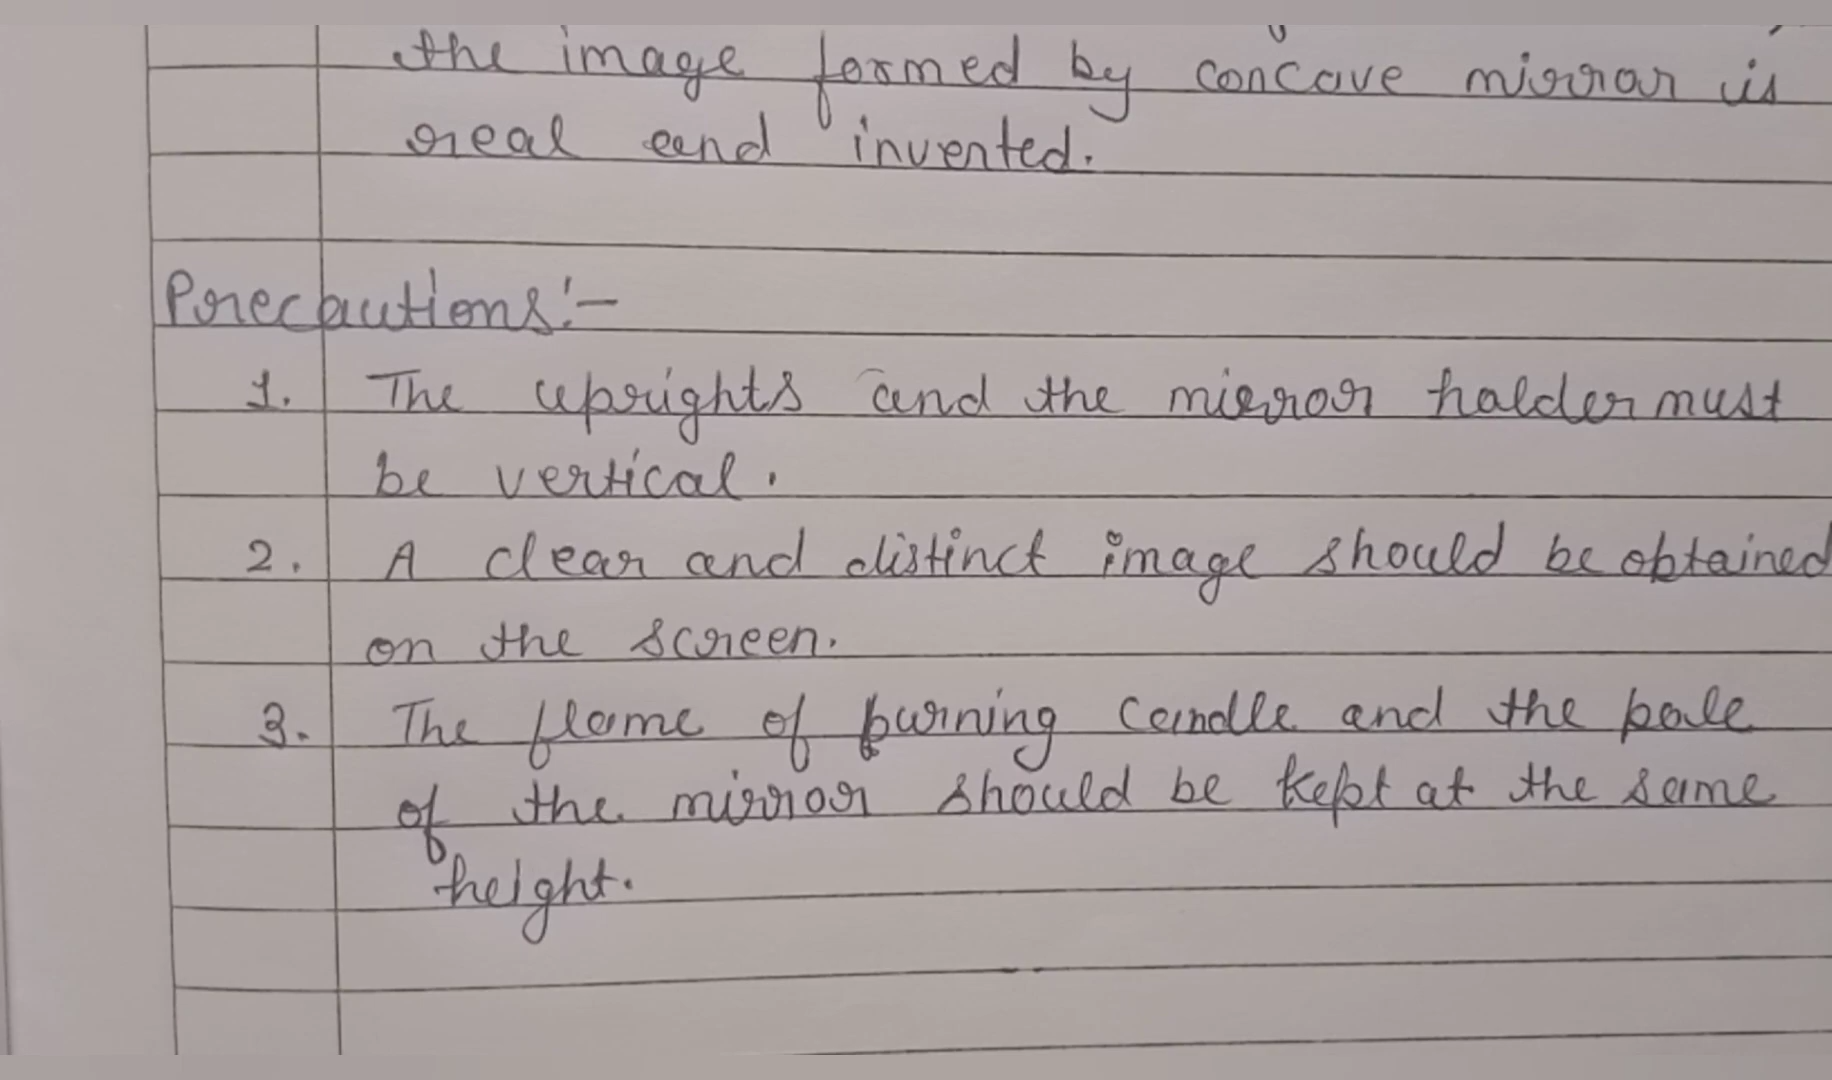 the image formed by concave mirror is
real and inverted.
Precautions:-
1. The uprights and the mirror holder must
be vertical.
2. A clear and distinct image should be obtained
on the screen.
3. The flame of burning candle and the pole
of the mirror should be kept at the same
height.